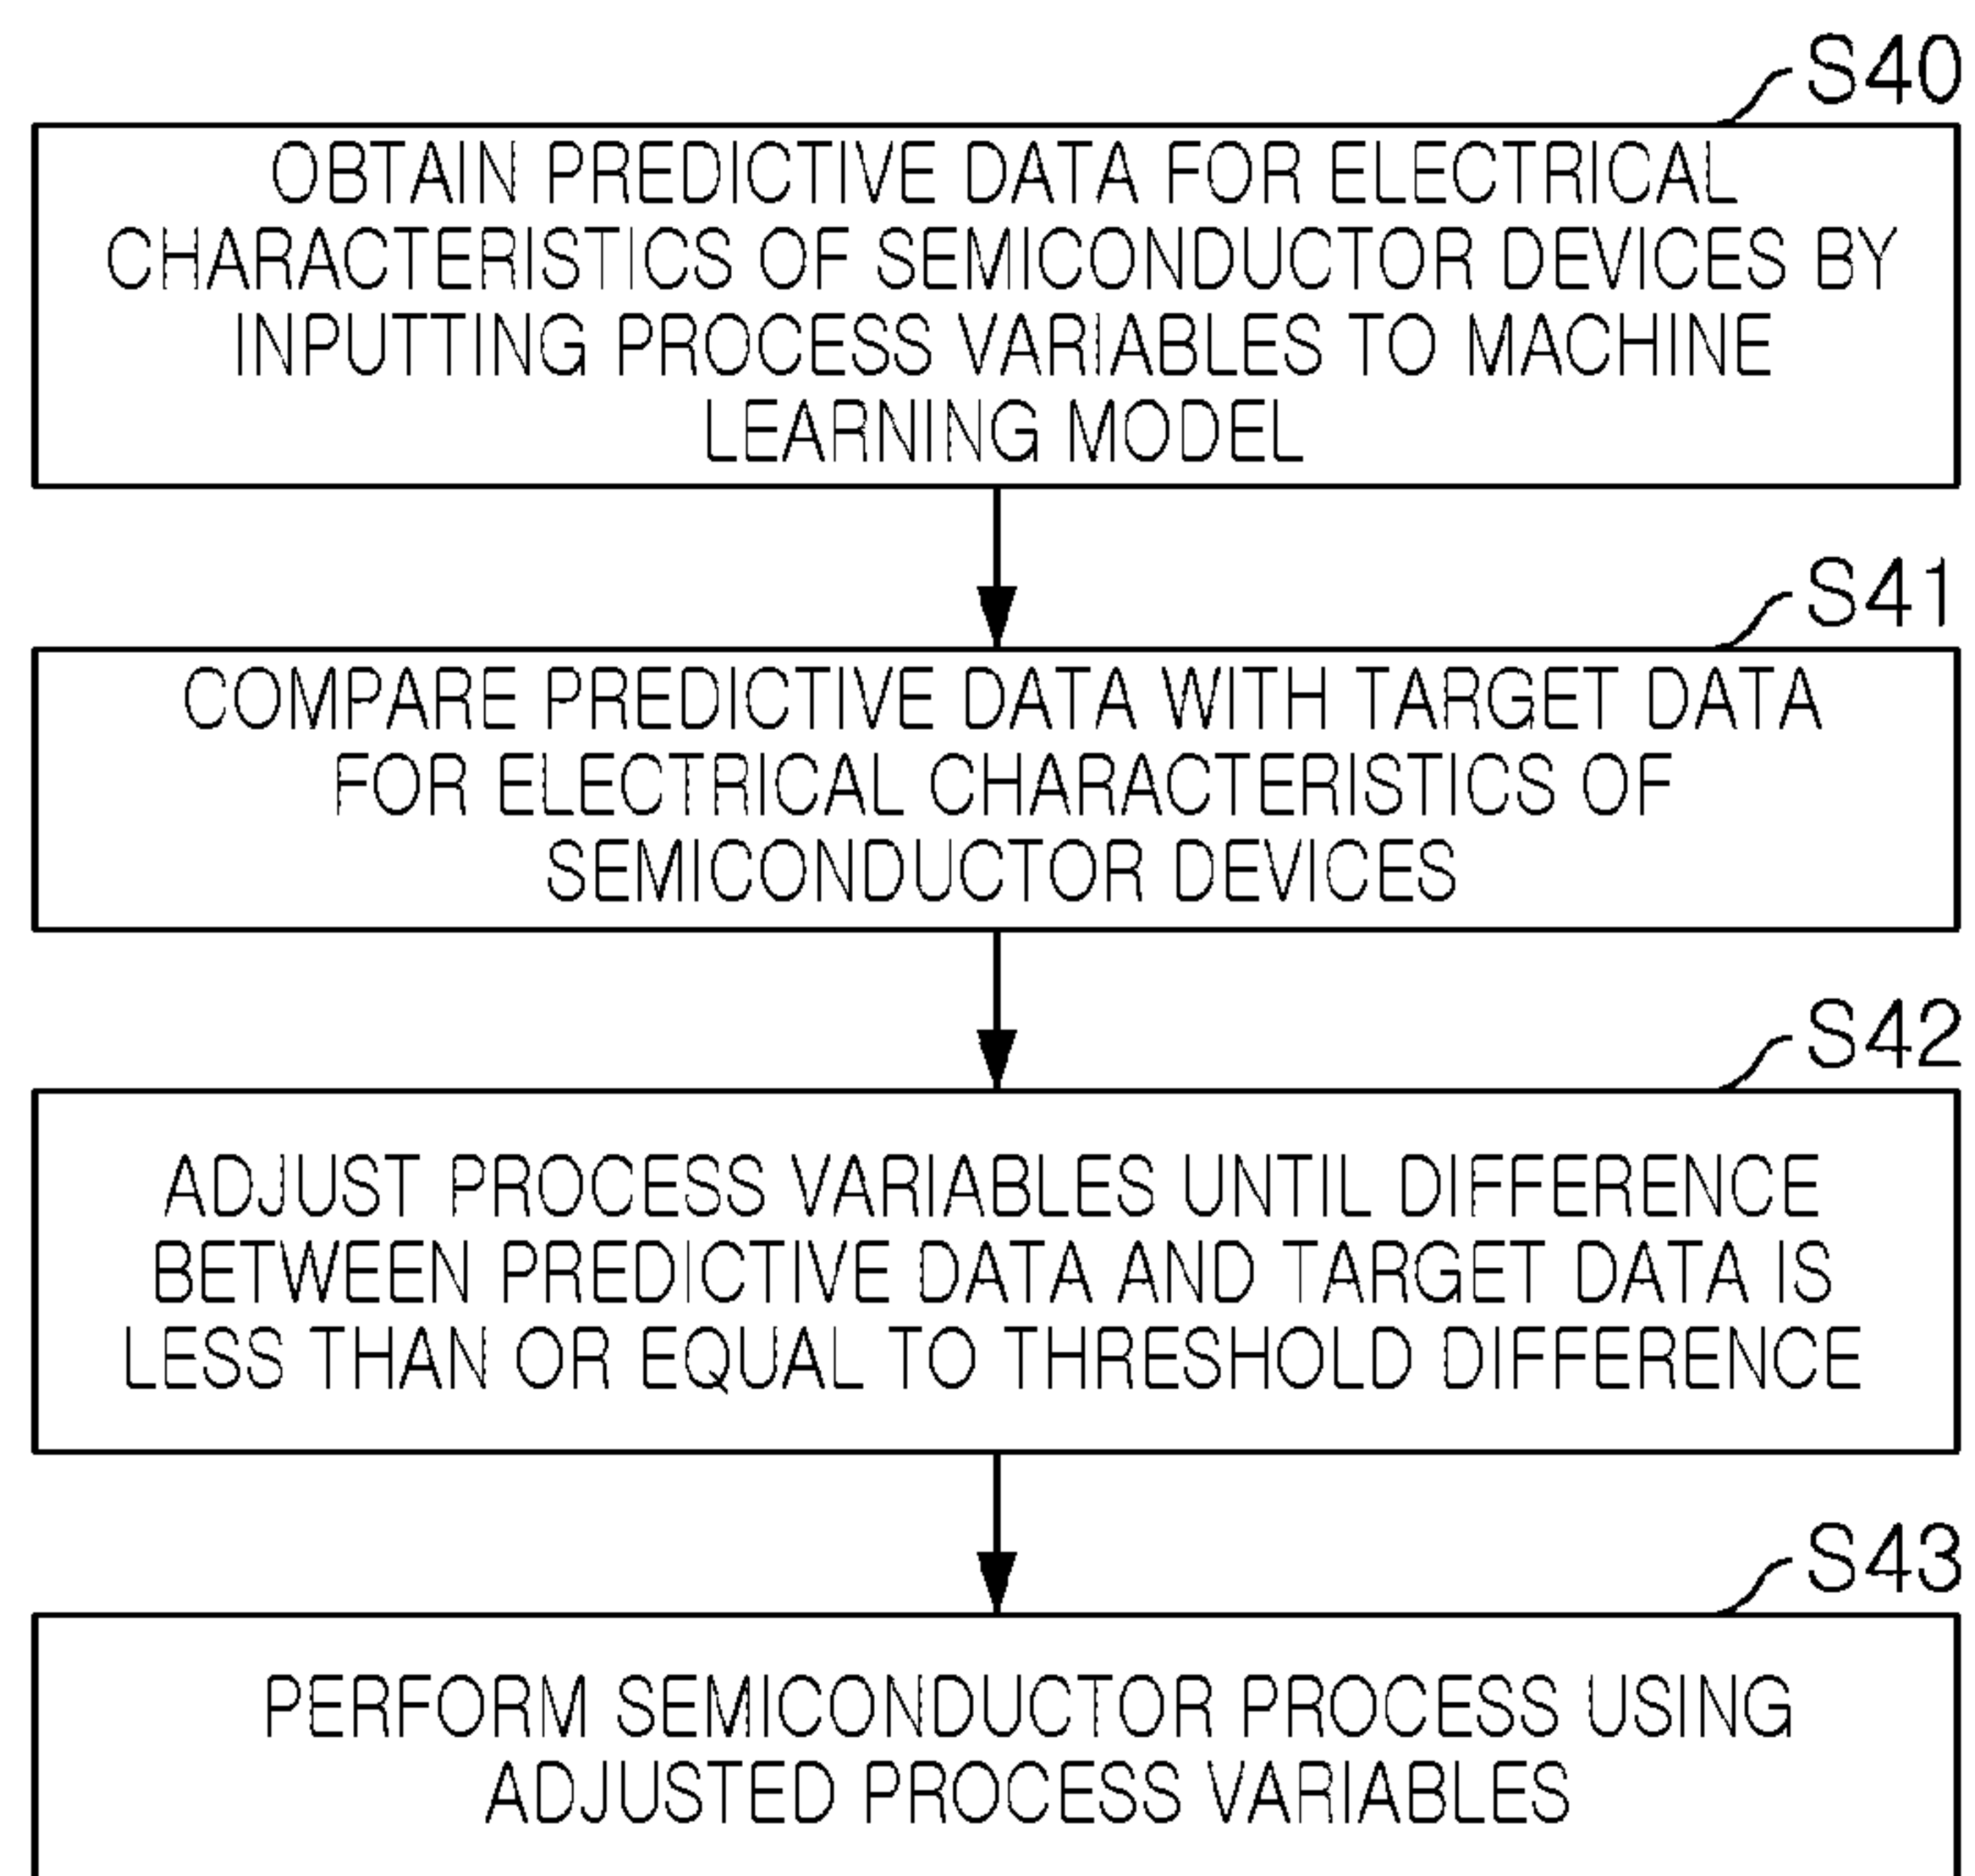 S40
OBTAIN PREDICTIVE DATA FOR ELECTRICAL
CHARACTERISTICS OF SEMICONDUCTOR DEVICES BY
INPUTTING PROCESS VARIABLES TO MACHINE
LEARNING MODEL
S41
COMPARE PREDICTIVE DATA WITH TARGET DATA
FOR ELECTRICAL CHARACTERISTICS OF
SEMICONDUCTOR DEVICES
S42
ADJUST PROCESS VARIABLES UNTIL DIFFERENCE
BETWEEN PREDICTIVE DATA AND TARGET DATA IS
LESS THAN OR EQUAL TO THRESHOLD DIFFERENCE
S43
PERFORM SEMICONDUCTOR PROCESS USING
ADJUSTED PROCESS VARIABLES